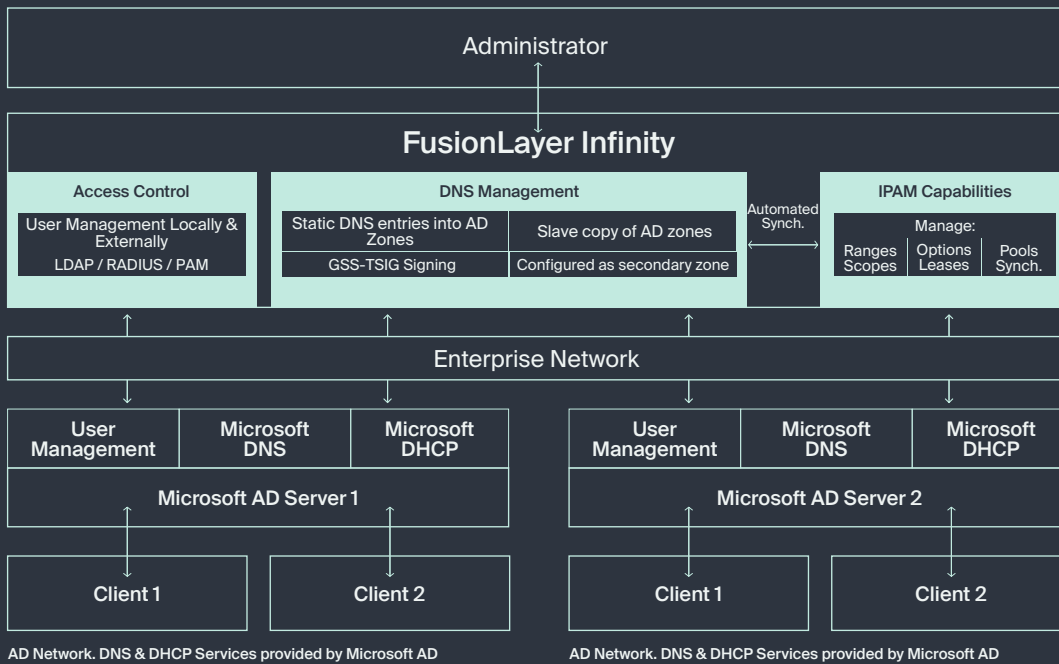 Administrator
FusionLayer Infinity
Access Control
User Management Locally &
Externally
LDAP / RADIUS / PAM
DNS Management
Static DNS entries into AD
Zones
Slave copy of AD zones
GSS-TSIG Signing
Configured as secondary zone
Automated
Synch.
IPAM Capabilities
Manage:
Ranges
Scopes
Options
Leases
Pools
Synch.
Enterprise Network
User
Management
Microsoft
DNS
Microsoft
DHCP
Microsoft AD Server 1
Client 1
Client 2
AD Network. DNS & DHCP Services provided by Microsoft AD
User
Management
Microsoft
DNS
Microsoft
DHCP
Microsoft AD Server 2
Client 1
Client 2
AD Network. DNS & DHCP Services provided by Microsoft AD